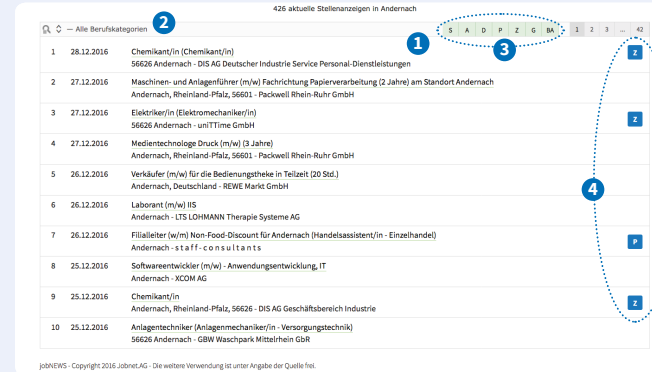 426 aktuelle Stellenanzeigen in Andernach
— Alle Berufskategorien 2 S A D P Z G BA 1 2 3 ... 42
1 3
1 28.12.2016 Chemikant/in (Chemikant/in) Z
56626 Andernach - DIS AG Deutscher Industrie Service Personal-Dienstleistungen
2 27.12.2016 Maschinen- und Anlagenführer (m/w) Fachrichtung Papierverarbeitung (2 Jahre) am Standort Andernach
Andernach, Rheinland-Pfalz, 56601 - Packwell Rhein-Ruhr GmbH
3 27.12.2016 Elektriker/in (Elektromechaniker/in) Z
56626 Andernach - uniTTime GmbH
4 27.12.2016 Medientechnologe Druck (m/w) (3 Jahre)
Andernach, Rheinland-Pfalz, 56601 - Packwell Rhein-Ruhr GmbH
5 26.12.2016 Verkäufer (m/w) für die Bedienungstheke in Teilzeit (20 Std.)
Andernach, Deutschland - REWE Markt GmbH
4
6 26.12.2016 Laborant (m/w) IIS
Andernach - LTS LOHMANN Therapie Systeme AG
7 26.12.2016 Filialleiter (w/m) Non-Food-Discount für Andernach (Handelsassistent/in - Einzelhandel) P
Andernach - s t a f f - c o n s u l t a n t s
8 25.12.2016 Softwareentwickler (m/w) - Anwendungsentwicklung, IT
Andernach - XCOM AG
9 25.12.2016 Chemikant/in Z
Andernach, Rheinland-Pfalz, 56626 - DIS AG Geschäftsbereich Industrie
10 25.12.2016 Anlagentechniker (Anlagenmechaniker/in - Versorgungstechnik)
56626 Andernach - GBW Waschpark Mittelrhein GbR
jobNEWS - Copyright 2016 Jobnet.AG - Die weitere Verwendung ist unter Angabe der Quelle frei.